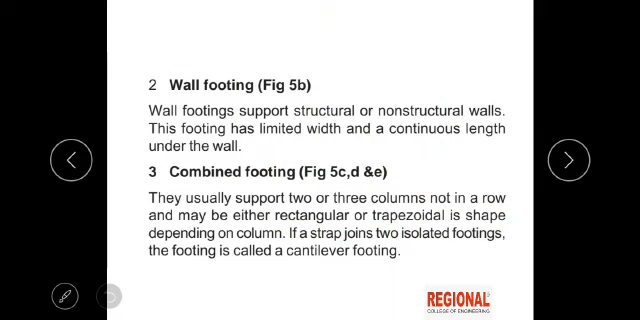 2 Wall footing (Fig 5b)
Wall footings support structural or nonstructural walls.
This footing has limited width and a continuous length
under the wall.
3 Combined footing (Fig 5c,d &e)
They usually support two or three columns not in a row
and may be either rectangular or trapezoidal is shape
depending on column. If a strap joins two isolated footings,
the footing is called a cantilever footing.
REGIONAL
COLLEGE OF ENGINEERING